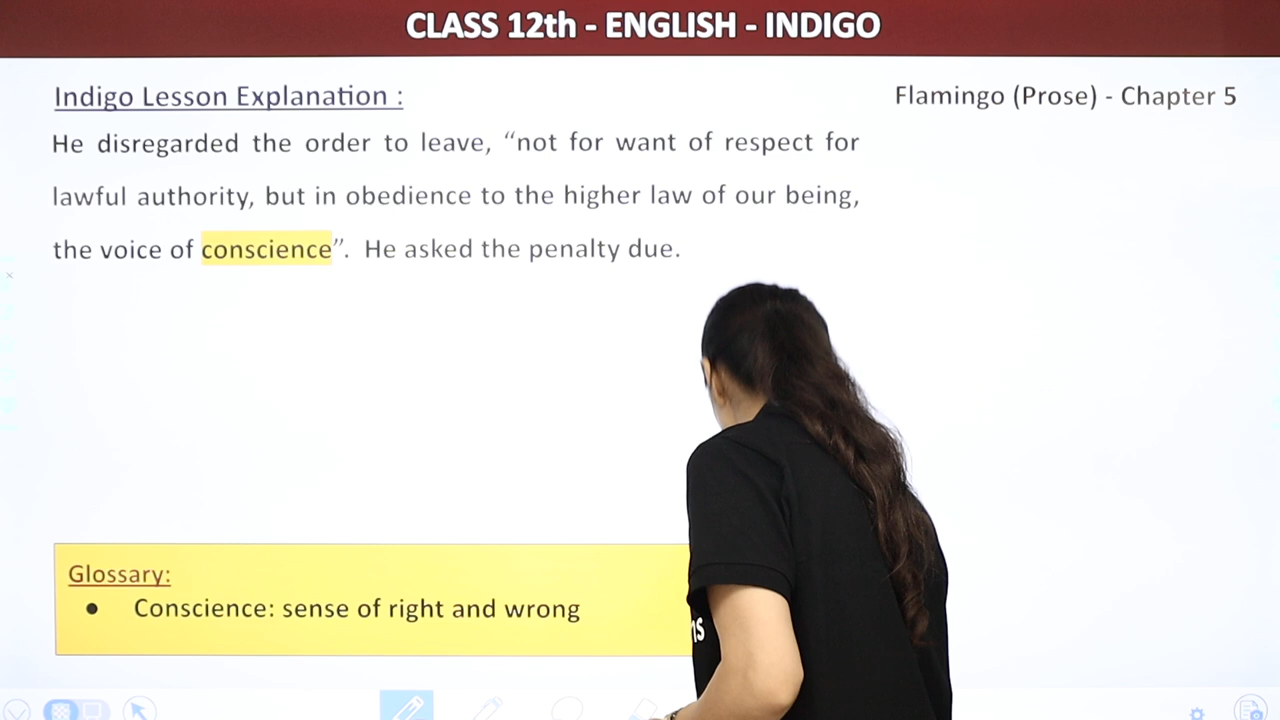 CLASS 12th - ENGLISH - INDIGO
Indigo Lesson Explanation :
Flamingo (Prose) - Chapter 5
He disregarded the order to leave, “not for want of respect for
lawful authority, but in obedience to the higher law of our being,
the voice of conscience”. He asked the penalty due.
Glossary:
● Conscience: sense of right and wrong